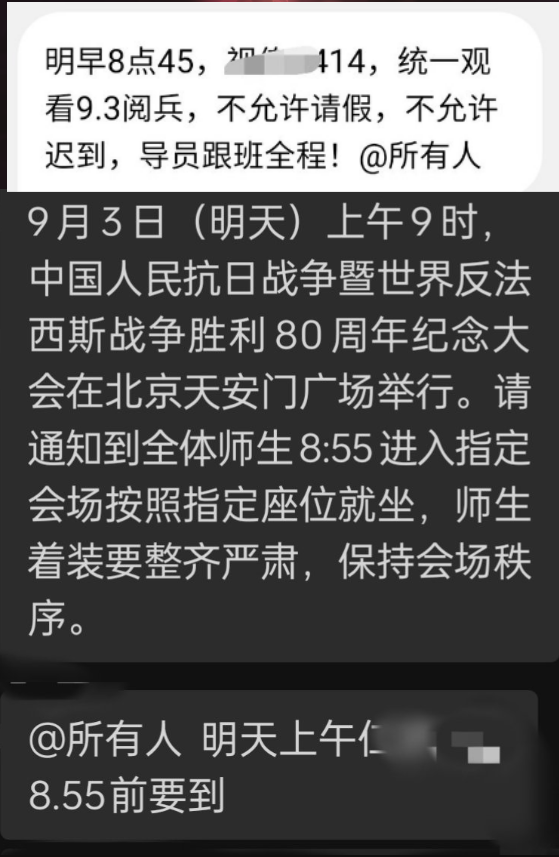 明早8点45，414，统一观
看9.3阅兵，不允许请假，不允许
迟到，导员跟班全程！@所有人
9月3日（明天）上午9时，
中国人民抗日战争暨世界反法
西斯战争胜利80周年纪念大
会在北京天安门广场举行。请
通知到全体师生8:55进入指定
会场按照指定座位就坐，师生
着装要整齐严肃，保持会场秩
序。
@所有人 明天上午
8.55前要到